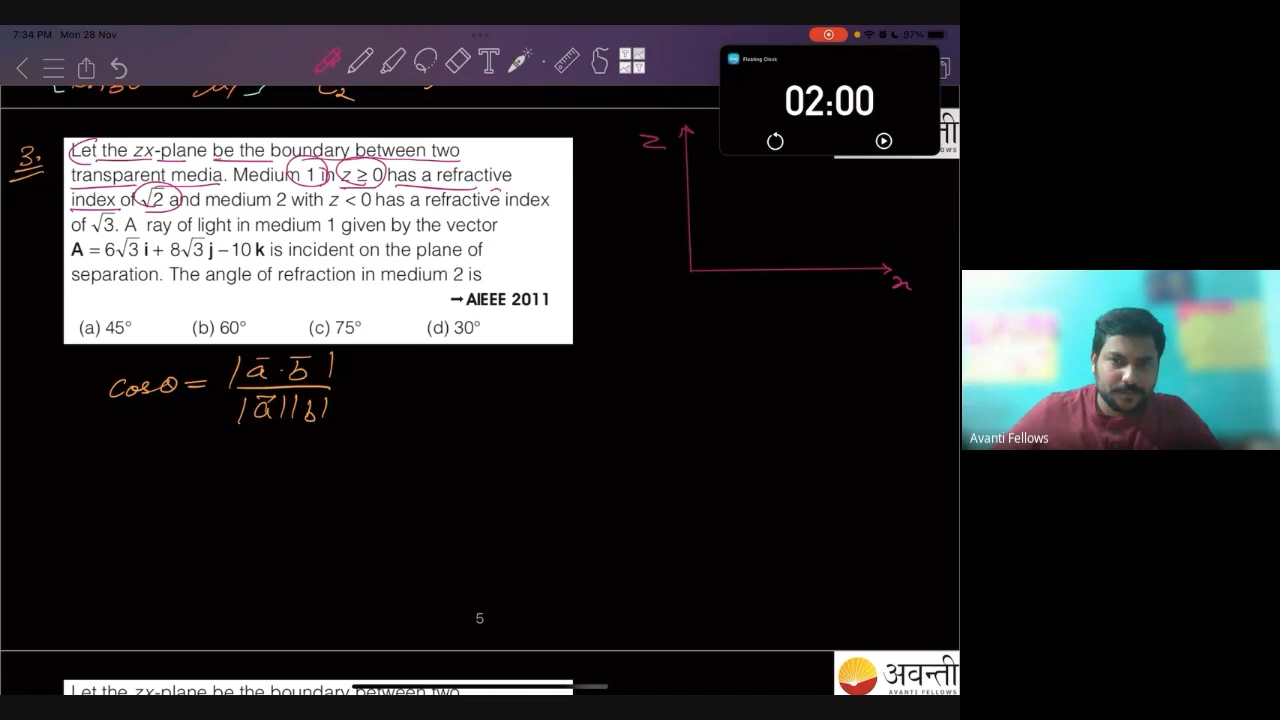 7:34 PM Mon 28 Nov
97%
Floating Clock
02:00
3.
Let the zx-plane be the boundary between two
transparent media. Medium 1 in z ≥ 0 has a refractive
index of √2 and medium 2 with z < 0 has a refractive index
of √3. A ray of light in medium 1 given by the vector
A = 6√3 i + 8√3 j − 10 k is incident on the plane of
separation. The angle of refraction in medium 2 is
→ AIEEE 2011
(a) 45° (b) 60° (c) 75° (d) 30°
z
x
cosθ = |a̅ · b̅| / |a̅||b|
Avanti Fellows
5
अवन्ती
AVANTI FELLOWS
Let the zx-plane be the boundary between two